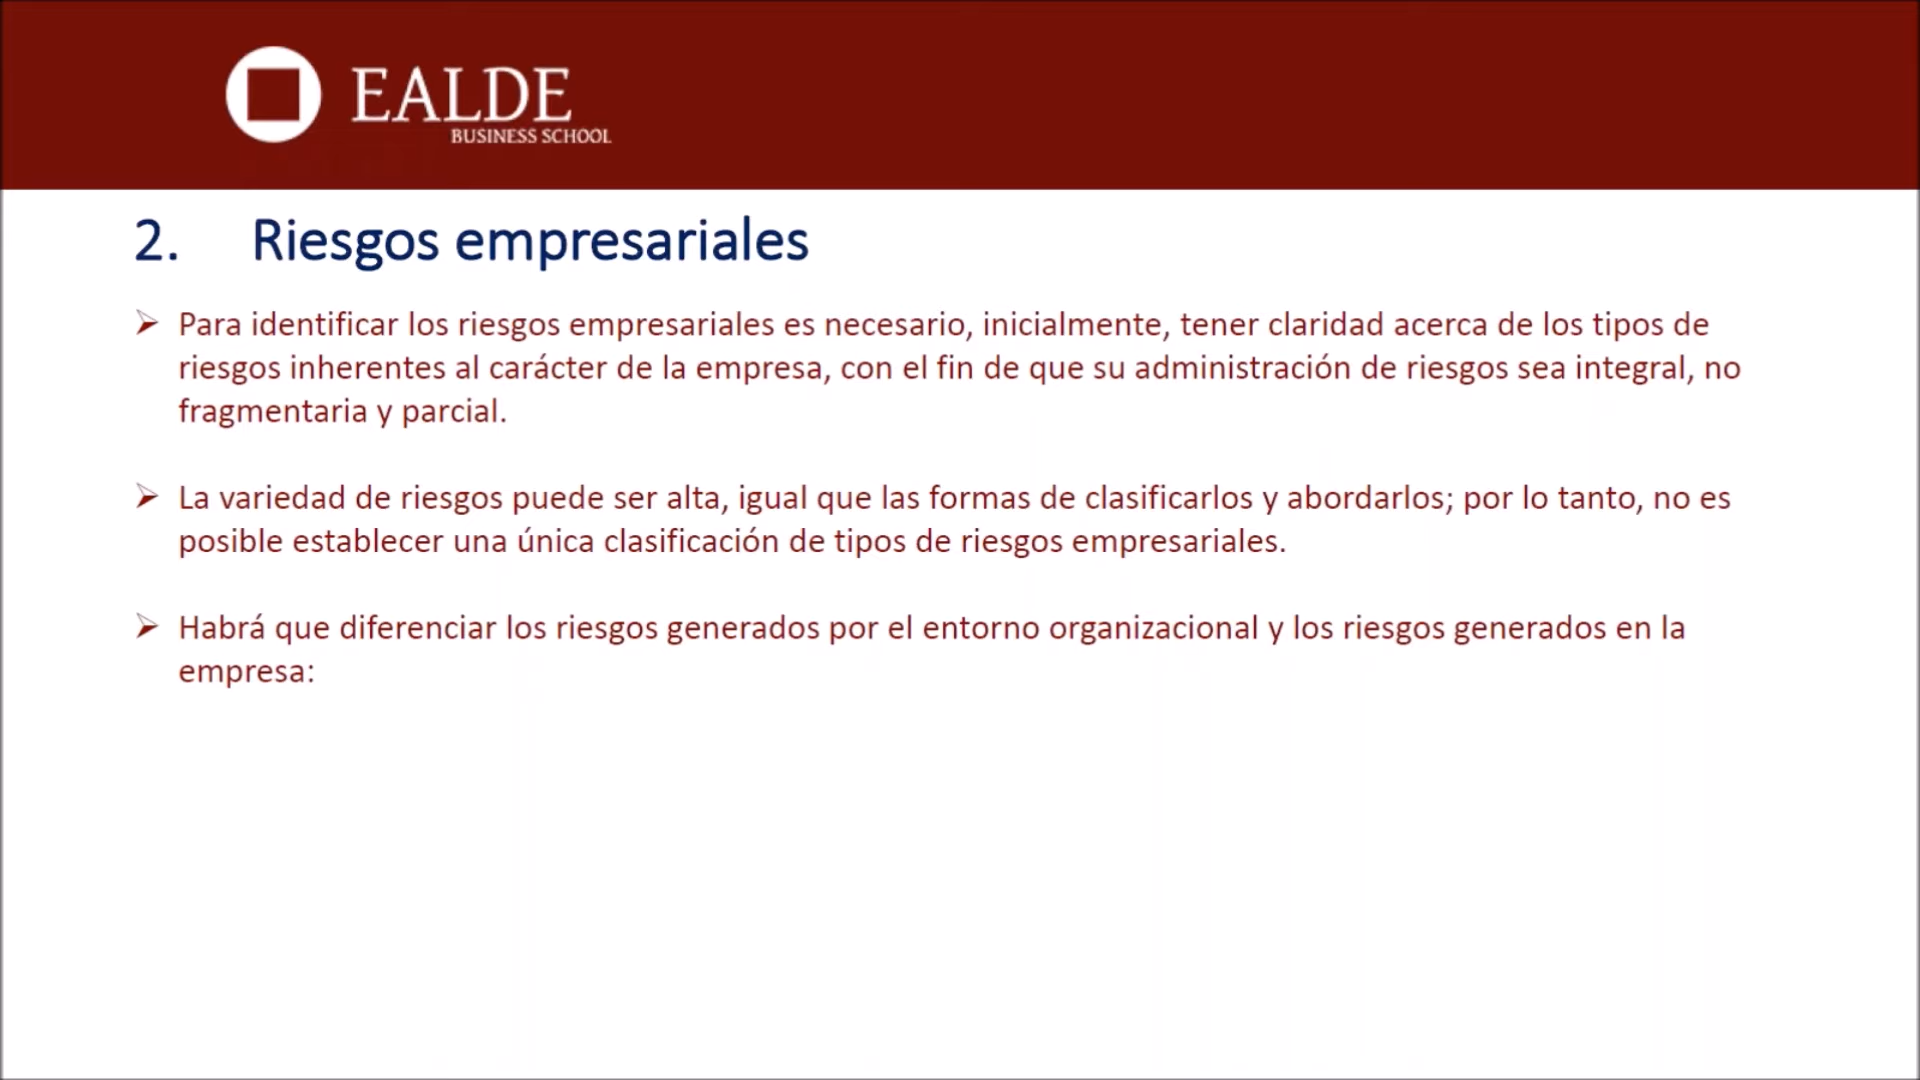 EALDE
BUSINESS SCHOOL
2. Riesgos empresariales
Para identificar los riesgos empresariales es necesario, inicialmente, tener claridad acerca de los tipos de
riesgos inherentes al carácter de la empresa, con el fin de que su administración de riesgos sea integral, no
fragmentaria y parcial.
La variedad de riesgos puede ser alta, igual que las formas de clasificarlos y abordarlos; por lo tanto, no es
posible establecer una única clasificación de tipos de riesgos empresariales.
Habrá que diferenciar los riesgos generados por el entorno organizacional y los riesgos generados en la
empresa: